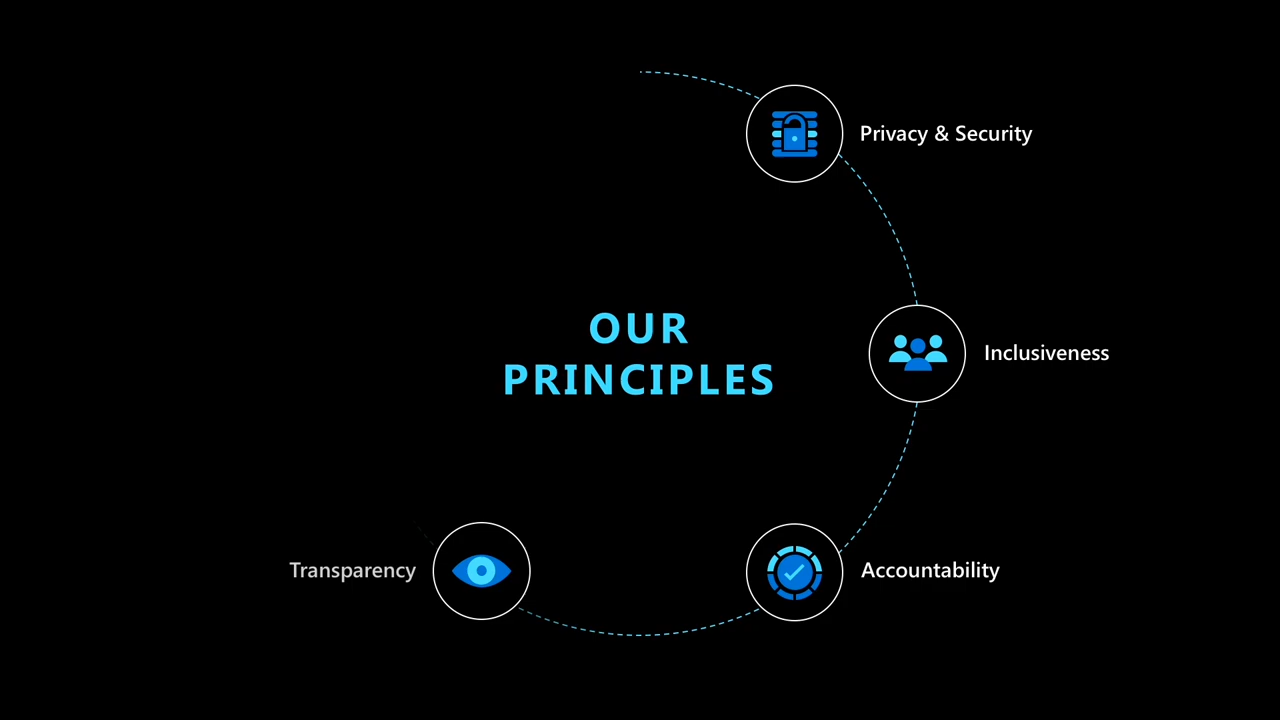 Privacy & Security
OUR
PRINCIPLES
Inclusiveness
Transparency
Accountability